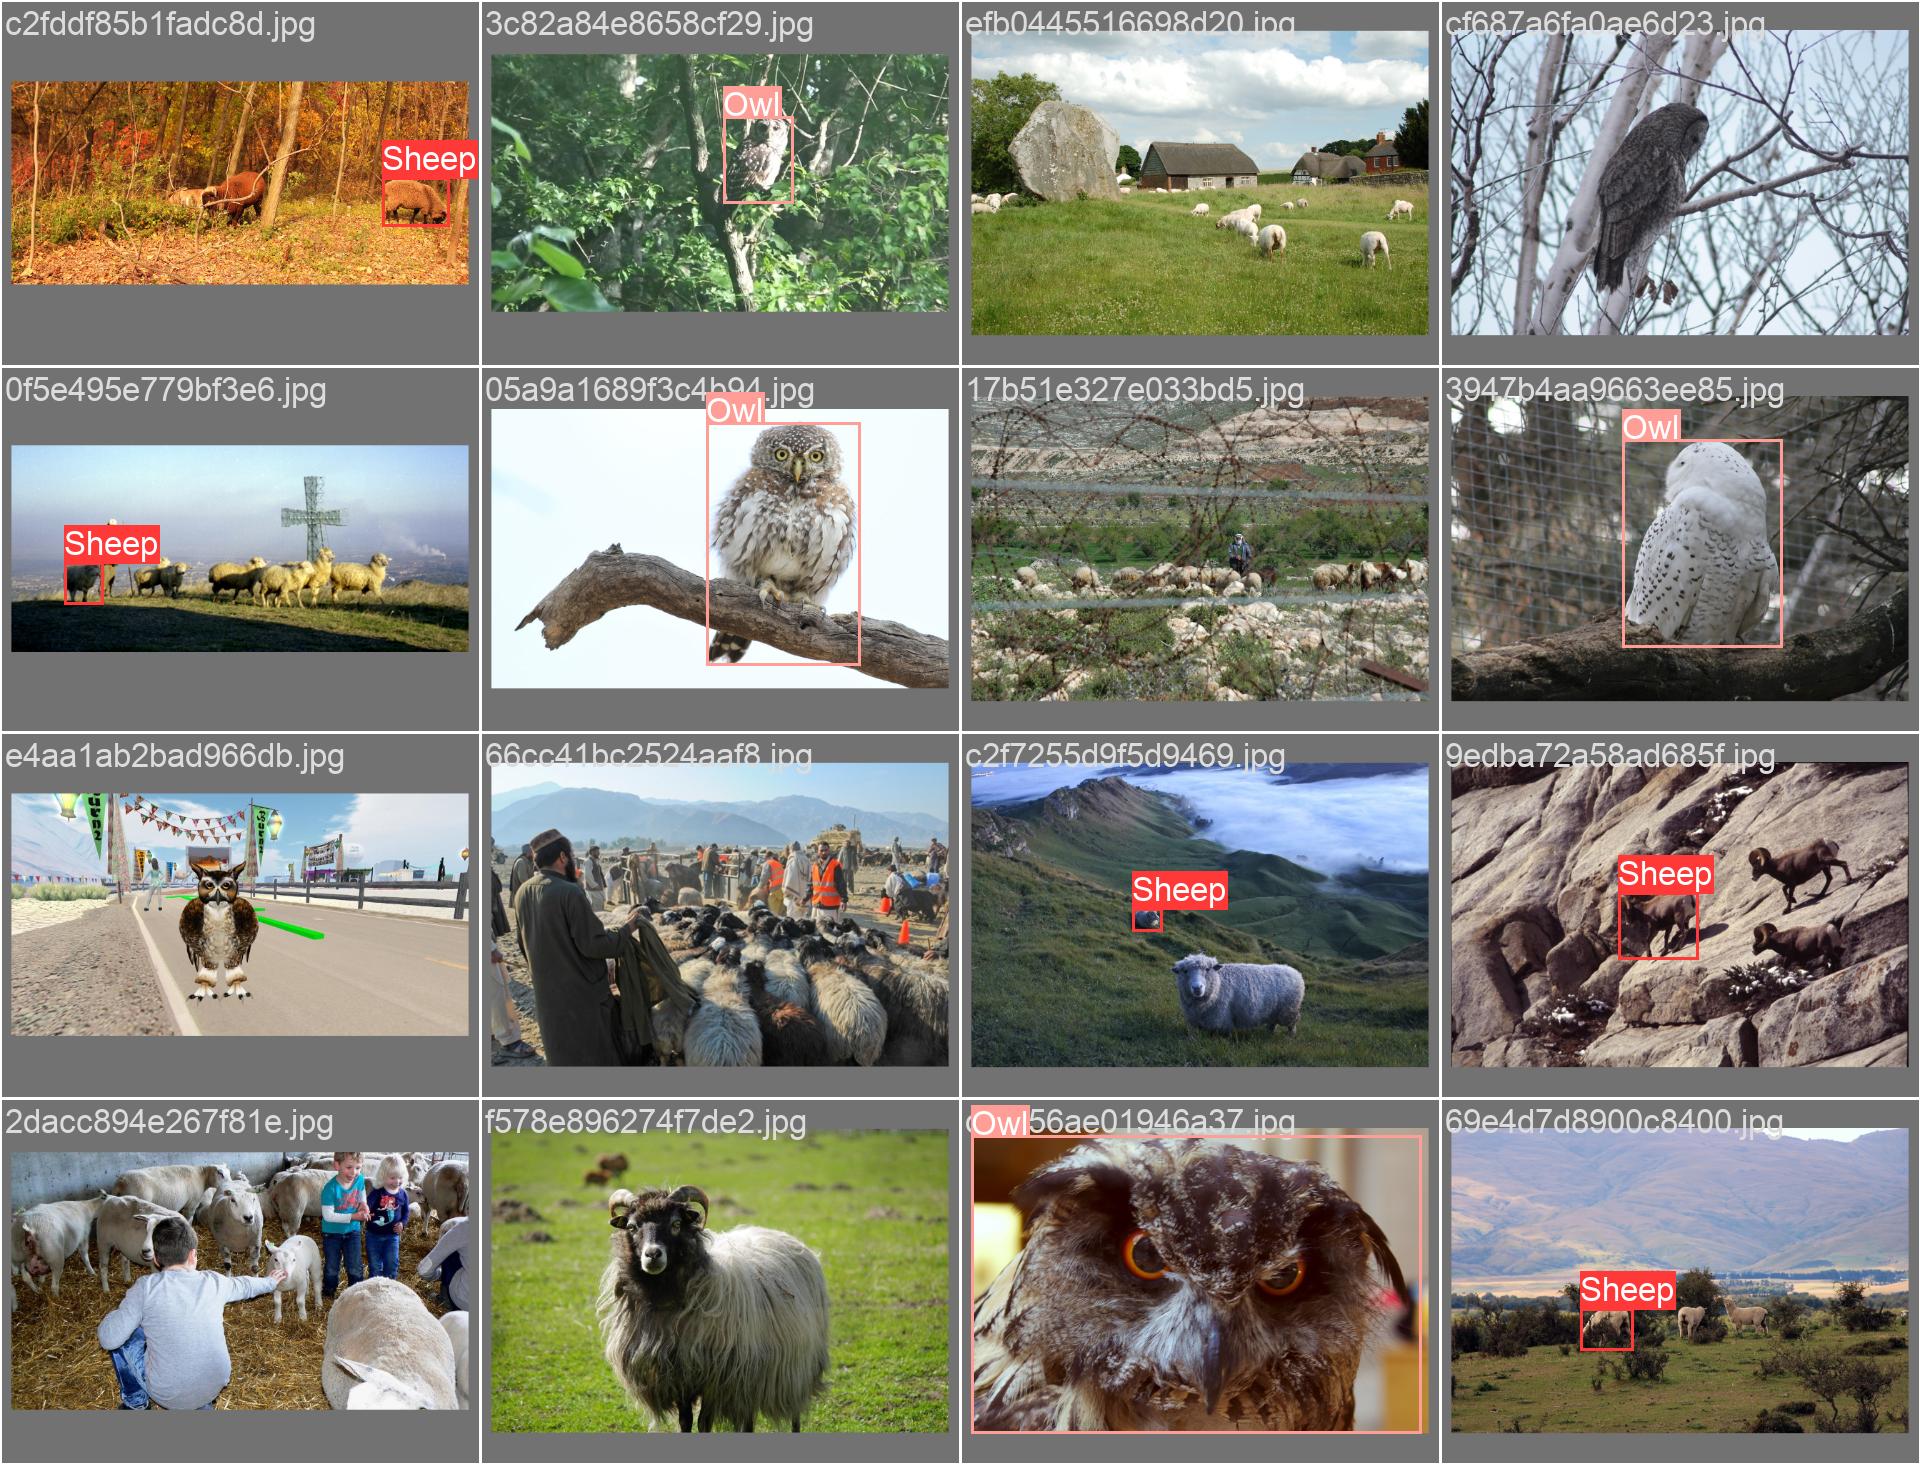 c2fddf85b1fadc8d.jpg
3c82a84e8658cf29.jpg
efb0445516698d20.jpg
cf687a6fa0ae6d23.jpg
Sheep
Owl
0f5e495e779bf3e6.jpg
05a9a1689f3c4b94.jpg
17b51e327e033bd5.jpg
3947b4aa9663ee85.jpg
Sheep
Owl
Owl
e4aa1ab2bad966db.jpg
66cc41bc2524aaf8.jpg
c2f7255d9f5d9469.jpg
9edba72a58ad685f.jpg
Sheep
Sheep
2dacc894e267f81e.jpg
f578e896274f7de2.jpg
Owl
56ae01946a37.jpg
69e4d7d8900c8400.jpg
Sheep